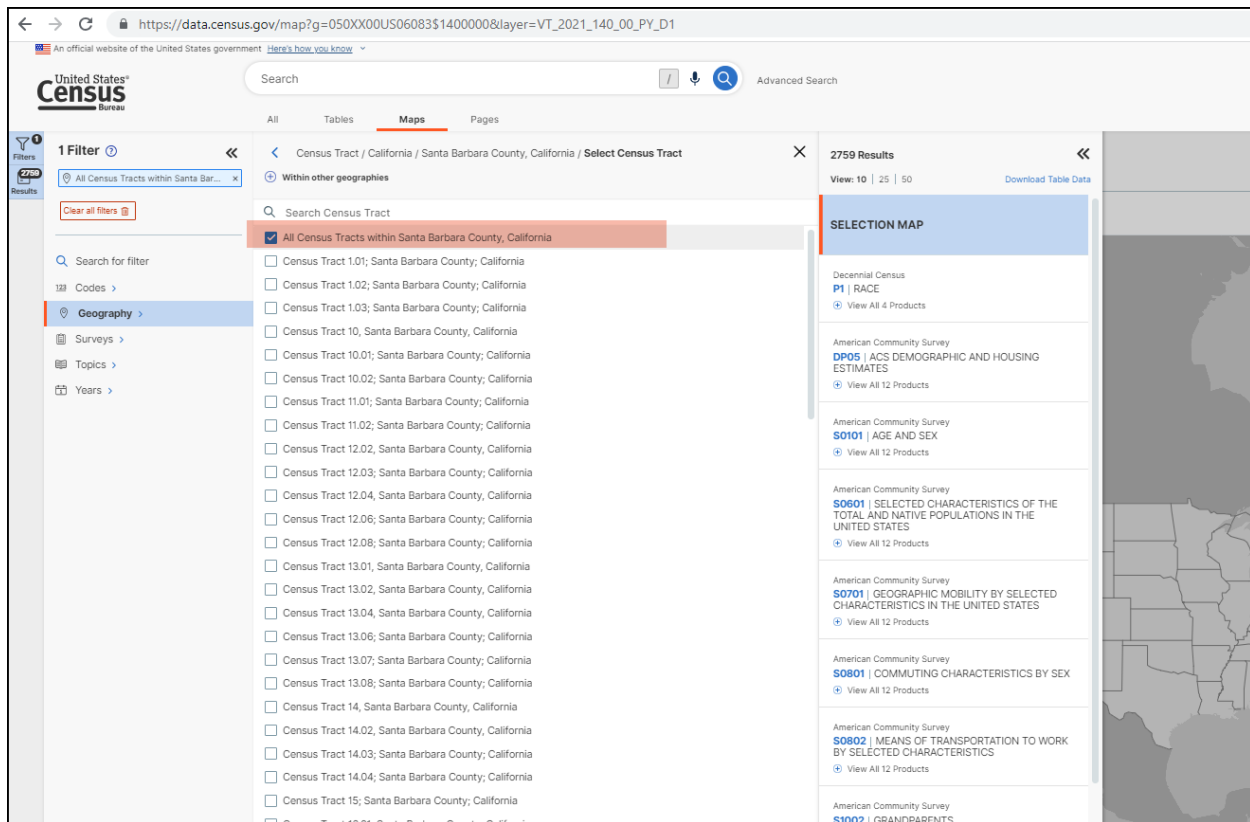 https://data.census.gov/map?g=050XX00US06083$1400000&layer=VT_2021_140_00_PY_D1
An official website of the United States government Here's how you know
United States®
Census
Bureau
Search
/
Advanced Search
All Tables Maps Pages
1
Filters
2759
Results
1 Filter
All Census Tracts within Santa Bar... ×
Clear all filters
Search for filter
123 Codes
Geography
Surveys
Topics
Years
Census Tract / California / Santa Barbara County, California / Select Census Tract
Within other geographies
Search Census Tract
All Census Tracts within Santa Barbara County, California
Census Tract 1.01; Santa Barbara County; California
Census Tract 1.02; Santa Barbara County; California
Census Tract 1.03; Santa Barbara County; California
Census Tract 10, Santa Barbara County, California
Census Tract 10.01; Santa Barbara County; California
Census Tract 10.02; Santa Barbara County; California
Census Tract 11.01; Santa Barbara County; California
Census Tract 11.02; Santa Barbara County; California
Census Tract 12.02, Santa Barbara County, California
Census Tract 12.03; Santa Barbara County; California
Census Tract 12.04, Santa Barbara County, California
Census Tract 12.06; Santa Barbara County; California
Census Tract 12.08; Santa Barbara County; California
Census Tract 13.01, Santa Barbara County, California
Census Tract 13.02, Santa Barbara County, California
Census Tract 13.04, Santa Barbara County, California
Census Tract 13.06; Santa Barbara County; California
Census Tract 13.07; Santa Barbara County; California
Census Tract 13.08; Santa Barbara County; California
Census Tract 14, Santa Barbara County, California
Census Tract 14.02, Santa Barbara County, California
Census Tract 14.03; Santa Barbara County; California
Census Tract 14.04; Santa Barbara County; California
Census Tract 15; Santa Barbara County; California
2759 Results
View: 10 | 25 | 50 Download Table Data
SELECTION MAP
Decennial Census
P1 | RACE
View All 4 Products
American Community Survey
DP05 | ACS DEMOGRAPHIC AND HOUSING
ESTIMATES
View All 12 Products
American Community Survey
S0101 | AGE AND SEX
View All 12 Products
American Community Survey
S0601 | SELECTED CHARACTERISTICS OF THE
TOTAL AND NATIVE POPULATIONS IN THE
UNITED STATES
View All 12 Products
American Community Survey
S0701 | GEOGRAPHIC MOBILITY BY SELECTED
CHARACTERISTICS IN THE UNITED STATES
View All 12 Products
American Community Survey
S0801 | COMMUTING CHARACTERISTICS BY SEX
View All 12 Products
American Community Survey
S0802 | MEANS OF TRANSPORTATION TO WORK
BY SELECTED CHARACTERISTICS
View All 12 Products
American Community Survey
S1002 | GRANDPARENTS